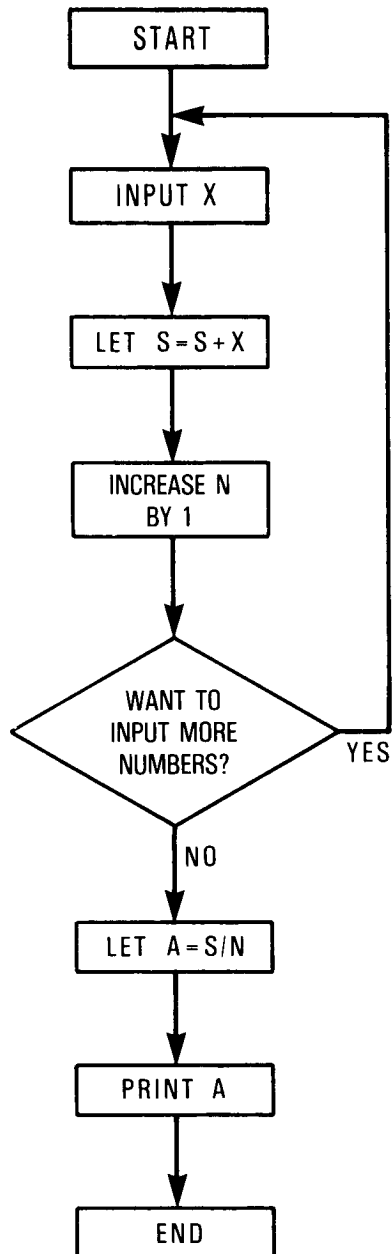 START
INPUT X
LET S=S+X
INCREASE N
BY 1
WANT TO
INPUT MORE
NUMBERS?
YES
NO
LET A=S/N
PRINT A
END